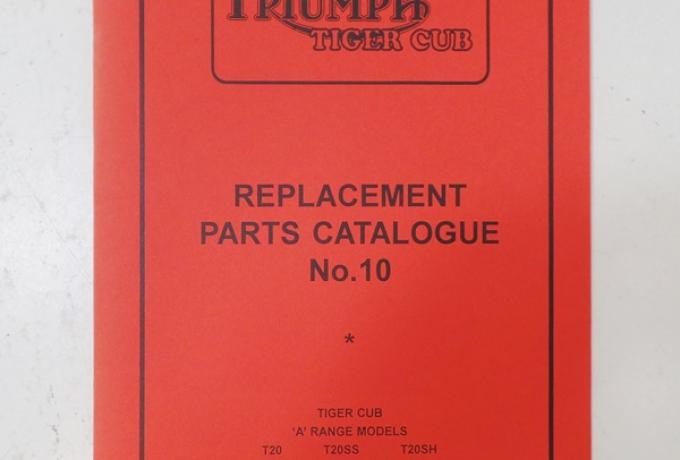 TRIUMPH
TIGER CUB
REPLACEMENT
PARTS CATALOGUE
No.10
*
TIGER CUB
'A' RANGE MODELS
T20 T20SS T20SH